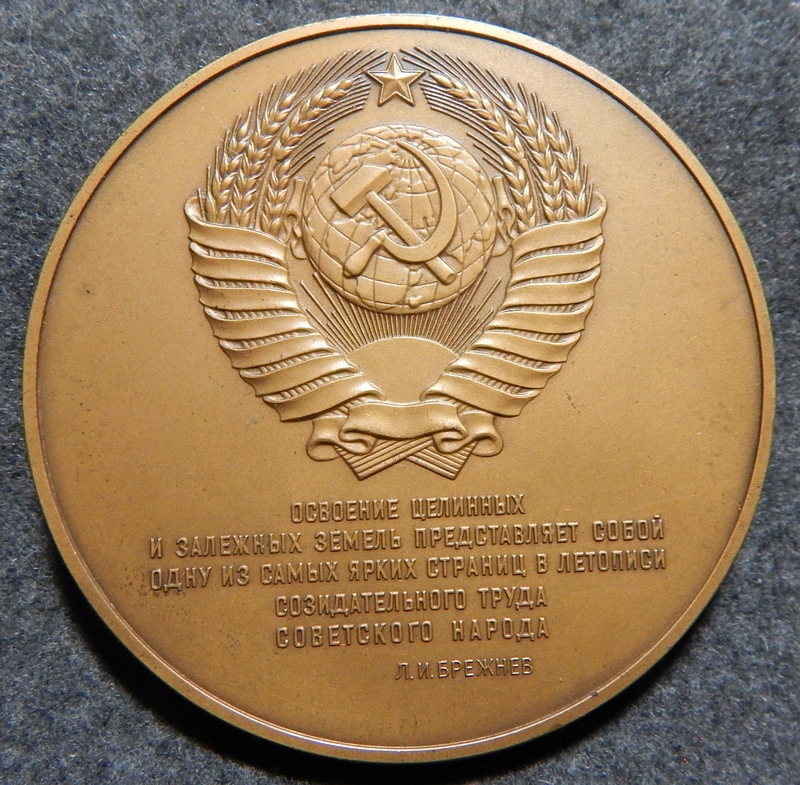 ОСВОЕНИЕ ЦЕЛИННЫХ
И ЗАЛЕЖНЫХ ЗЕМЕЛЬ ПРЕДСТАВЛЯЕТ СОБОЙ
ОДНУ ИЗ САМЫХ ЯРКИХ СТРАНИЦ В ЛЕТОПИСИ
СОЗИДАТЕЛЬНОГО ТРУДА
СОВЕТСКОГО НАРОДА
Л.И.БРЕЖНЕВ